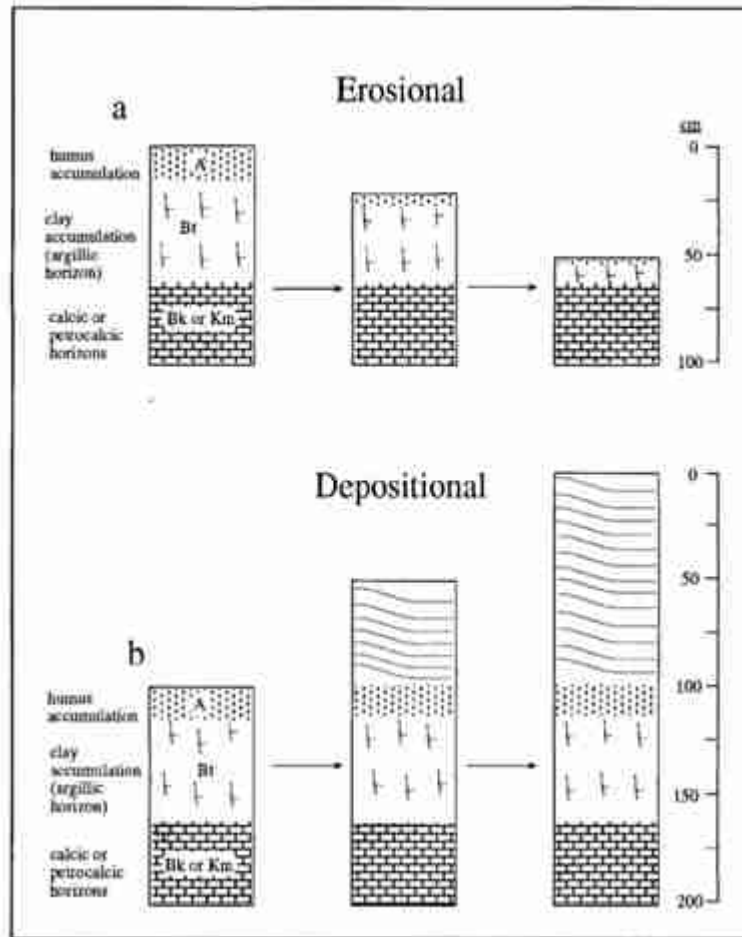 Erosional
a
cm
humus
accumulation
A
clay
accumulation
(argillic
horizon)
Bt
calcic or
petrocalcic
horizons
Bk or Km
0
50
100
Depositional
b
humus
accumulation
A
clay
accumulation
(argillic
horizon)
Bt
calcic or
petrocalcic
horizons
Bk or Km
0
50
100
150
200